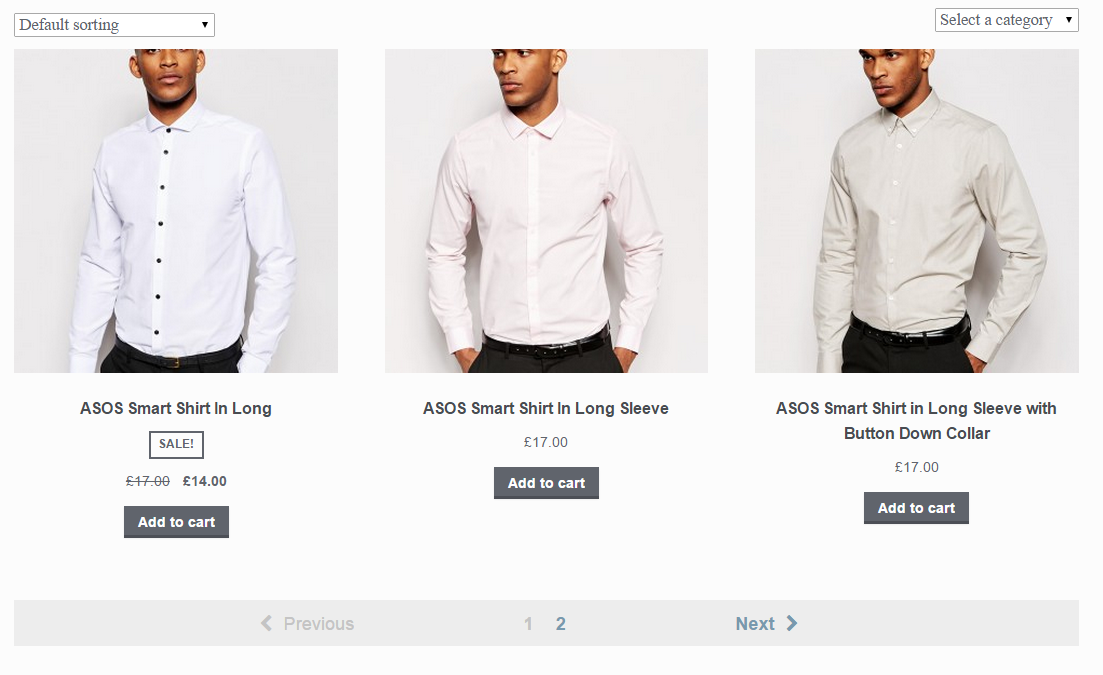 Default sorting
Select a category
ASOS Smart Shirt In Long
SALE!
£17.00 £14.00
Add to cart
ASOS Smart Shirt In Long Sleeve
£17.00
Add to cart
ASOS Smart Shirt in Long Sleeve with
Button Down Collar
£17.00
Add to cart
Previous 1 2 Next